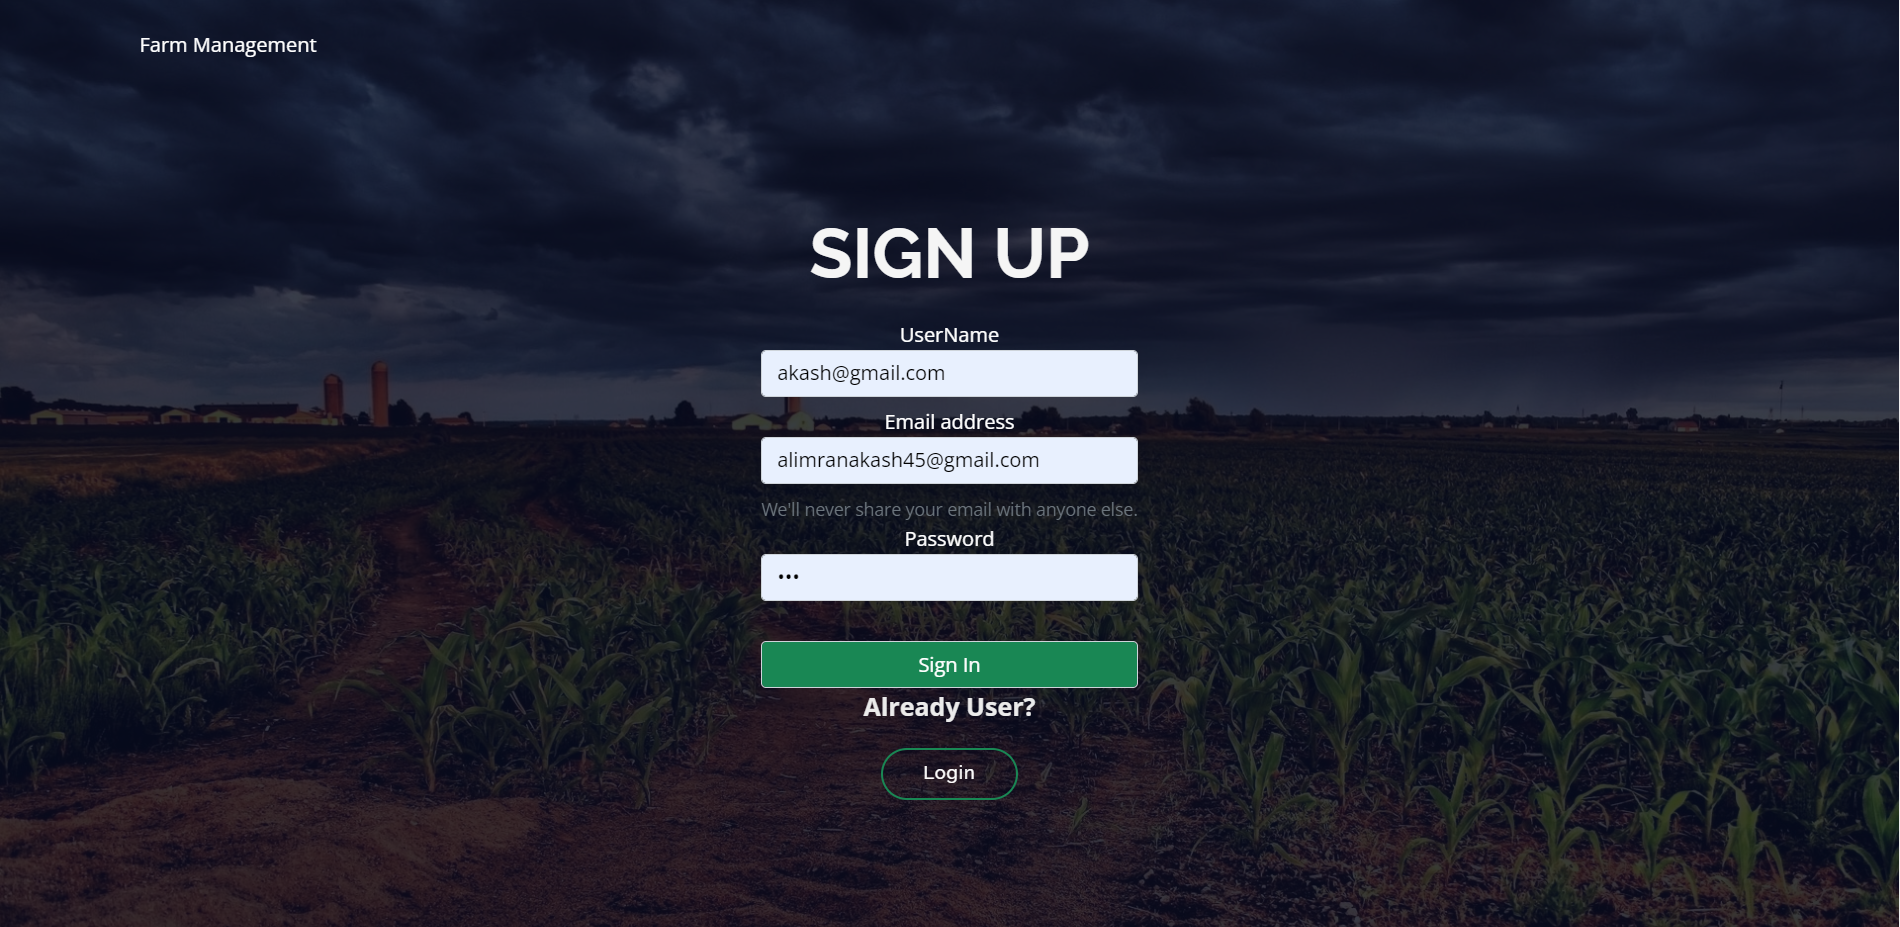 Farm Management
SIGN UP
UserName
akash@gmail.com
Email address
alimranakash45@gmail.com
We'll never share your email with anyone else.
Password
•••
Sign In
Already User?
Login